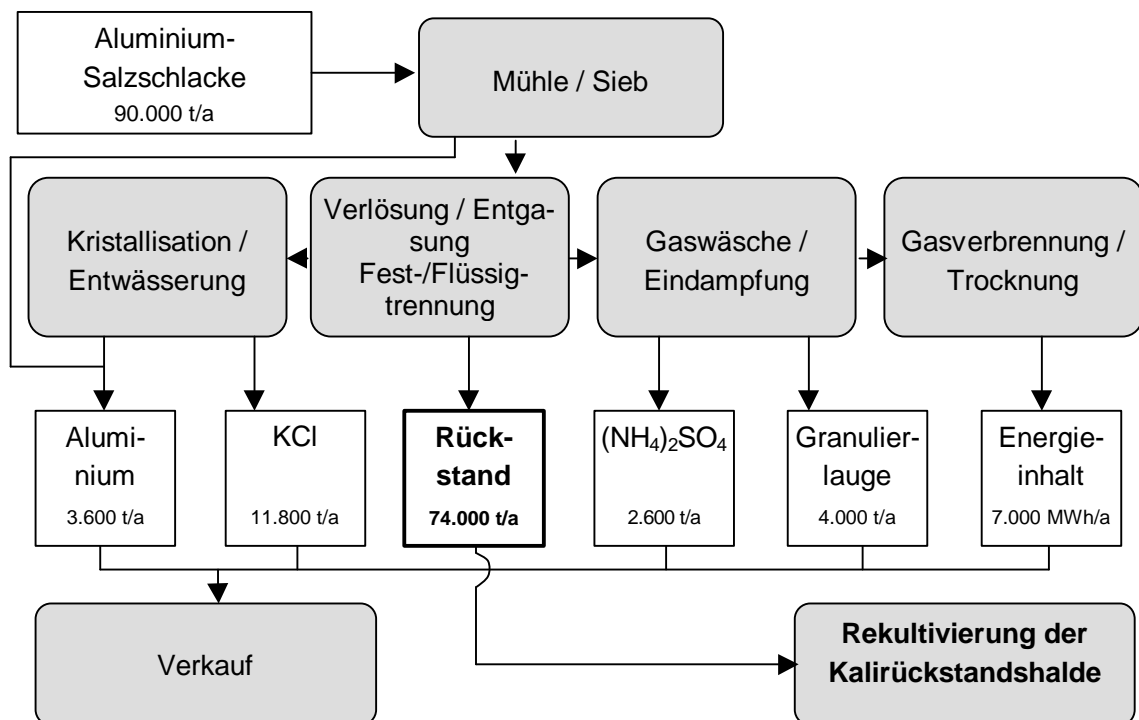 Aluminium-
Salzschlacke
90.000 t/a
Mühle / Sieb
Kristallisation /
Entwässerung
Verlösung / Entga-
sung
Fest-/Flüssig-
trennung
Gaswäsche /
Eindampfung
Gasverbrennung /
Trocknung
Alumi-
nium
3.600 t/a
KCl
11.800 t/a
Rück-
stand
74.000 t/a
(NH₄)₂SO₄
2.600 t/a
Granulier-
lauge
4.000 t/a
Energie-
inhalt
7.000 MWh/a
Verkauf
Rekultivierung der
Kalirückstandshalde